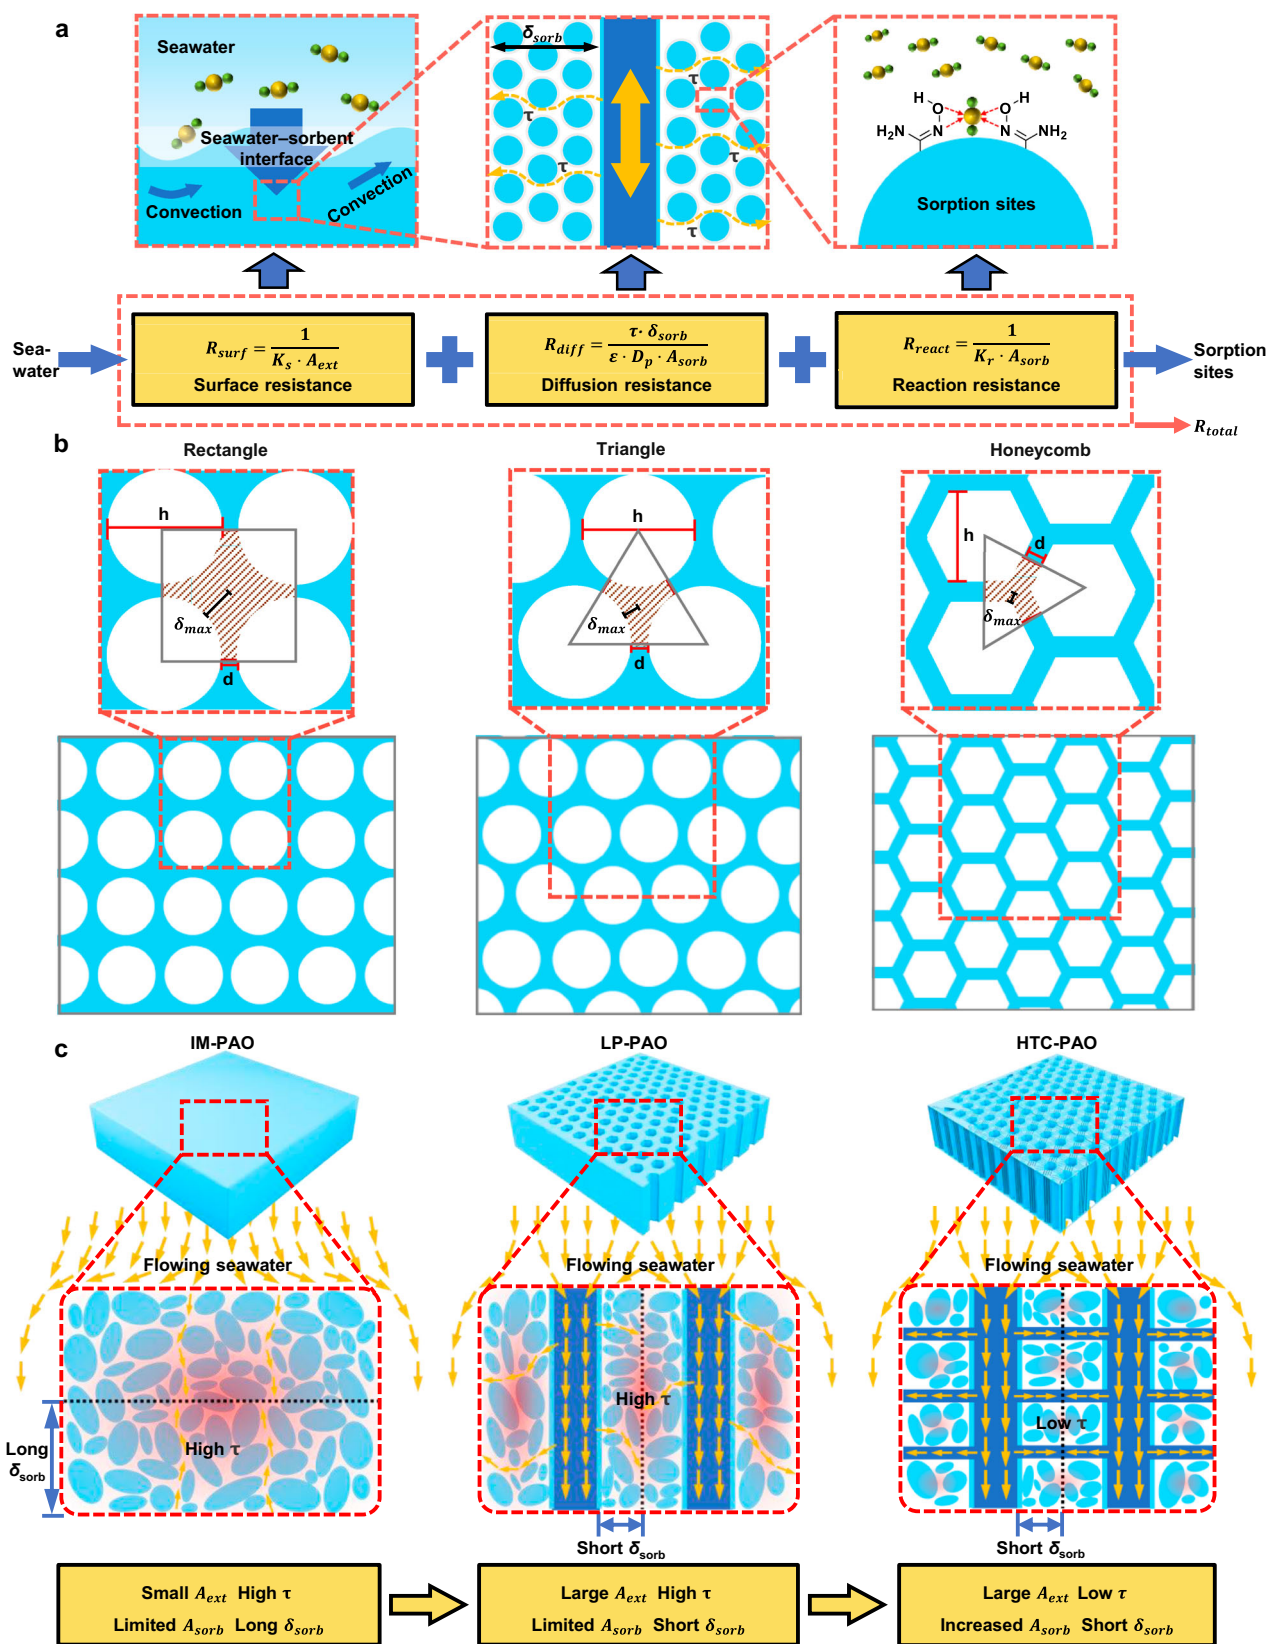 a
Seawater
Seawater–sorbent
interface
Convection
Convection
δsorb
τ
τ
τ
τ
τ
H
O
O
H
H2N
N
N
NH2
Sorption sites
Sea-
water
Rsurf = 1 / Ks · Aext
Surface resistance
Rdiff = τ · δsorb / ε · Dp · Asorb
Diffusion resistance
Rreact = 1 / Kr · Asorb
Reaction resistance
Sorption
sites
Rtotal
b
Rectangle
Triangle
Honeycomb
h
δmax
d
h
δmax
d
h
d
δmax
c
IM-PAO
LP-PAO
HTC-PAO
Flowing seawater
Flowing seawater
Flowing seawater
High τ
High τ
Low τ
Long
δsorb
Short δsorb
Short δsorb
Small Aext High τ
Limited Asorb Long δsorb
Large Aext High τ
Limited Asorb Short δsorb
Large Aext Low τ
Increased Asorb Short δsorb